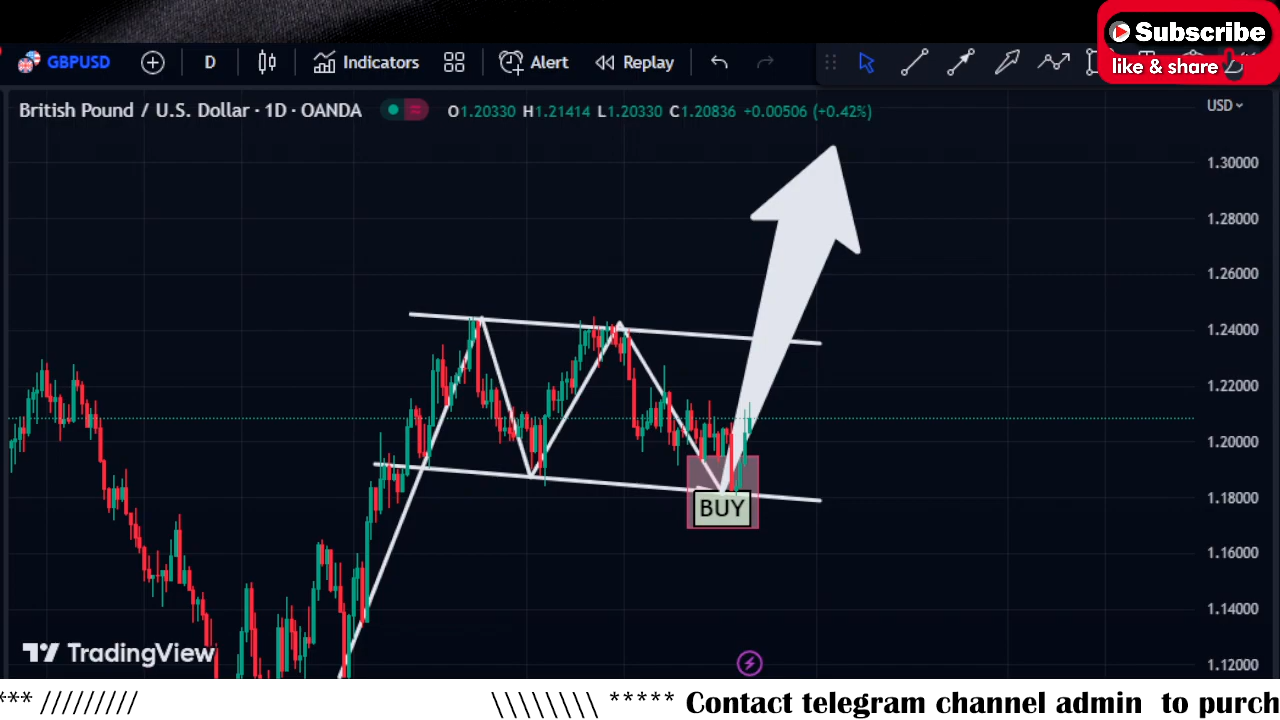 Subscribe
like & share
GBPUSD
D
Indicators
Alert
Replay
British Pound / U.S. Dollar · 1D · OANDA
O1.20330 H1.21414 L1.20330 C1.20836 +0.00506 (+0.42%)
USD
1.30000
1.28000
1.26000
1.24000
1.22000
1.20000
1.18000
BUY
1.16000
1.14000
1.12000
TradingView
*** ///////// \\\\\\\\\ ***** Contact telegram channel admin to purch